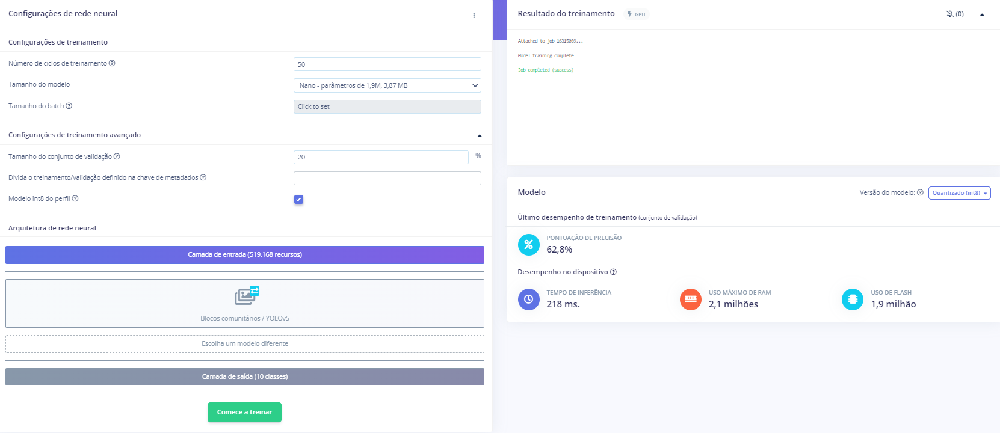 Configurações de rede neural
Configurações de treinamento
Número de ciclos de treinamento
50
Tamanho do modelo
Nano - parâmetros de 1,9M, 3,87 MB
Tamanho do batch
Click to set
Configurações de treinamento avançado
Tamanho do conjunto de validação
20
%
Divida o treinamento/validação definido na chave de metadados
Modelo int8 do perfil
Arquitetura de rede neural
Camada de entrada (519.168 recursos)
Blocos comunitários / YOLOv5
Escolha um modelo diferente
Camada de saída (10 classes)
Comece a treinar
Resultado do treinamento
GPU
(0)
Attached to job 16315089...
Model training complete
Job completed (success)
Modelo
Versão do modelo:
Quantizado (int8)
Último desempenho de treinamento (conjunto de validação)
%
PONTUAÇÃO DE PRECISÃO
62,8%
Desempenho no dispositivo
TEMPO DE INFERÊNCIA
218 ms.
USO MÁXIMO DE RAM
2,1 milhões
USO DE FLASH
1,9 milhão